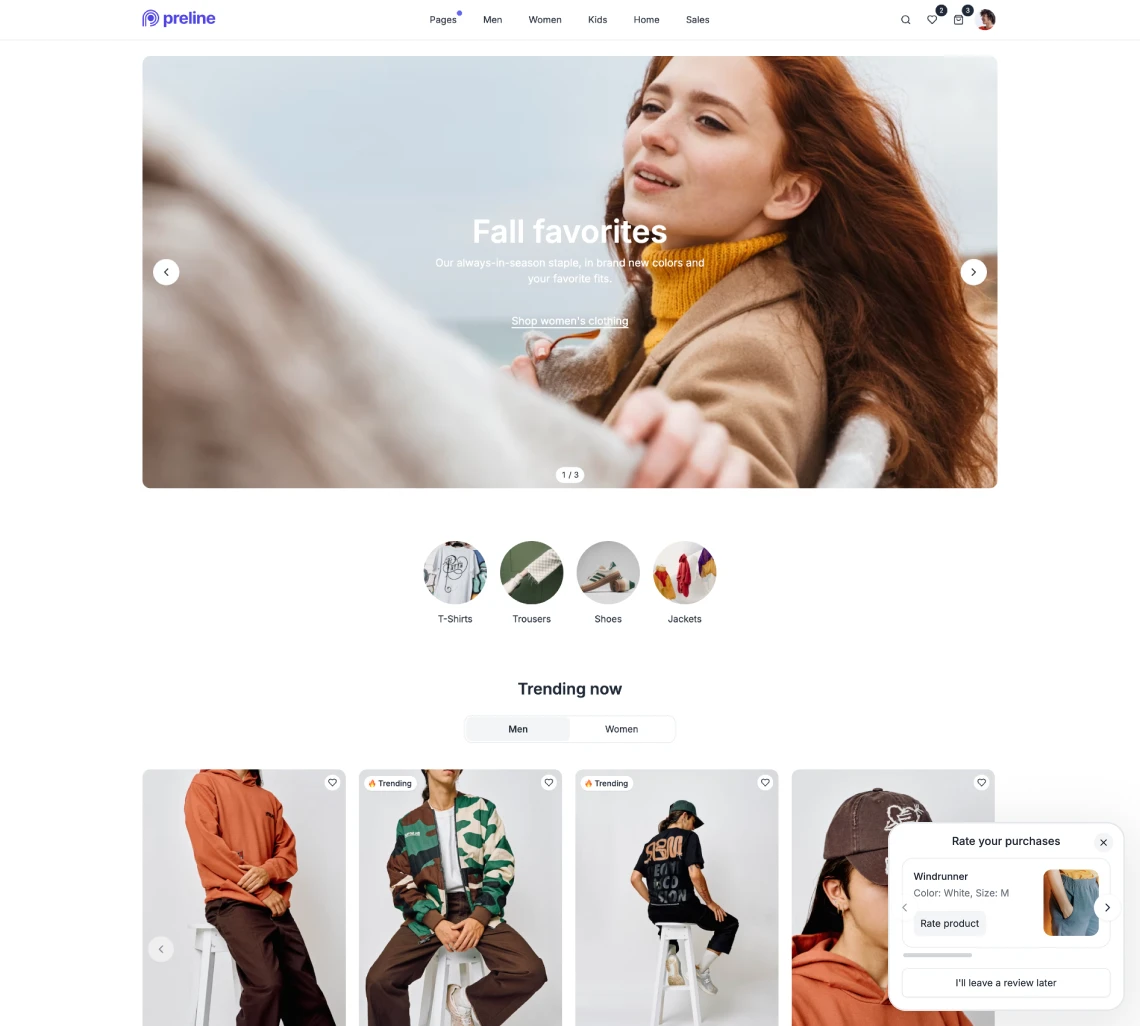 preline
Pages
Men
Women
Kids
Home
Sales
2
3
Fall favorites
Our always-in-season staple, in brand new colors and
your favorite fits.
Shop women's clothing
1 / 3
T-Shirts
Trousers
Shoes
Jackets
Trending now
Men
Women
Trending
Trending
Rate your purchases
Windrunner
Color: White, Size: M
Rate product
I'll leave a review later